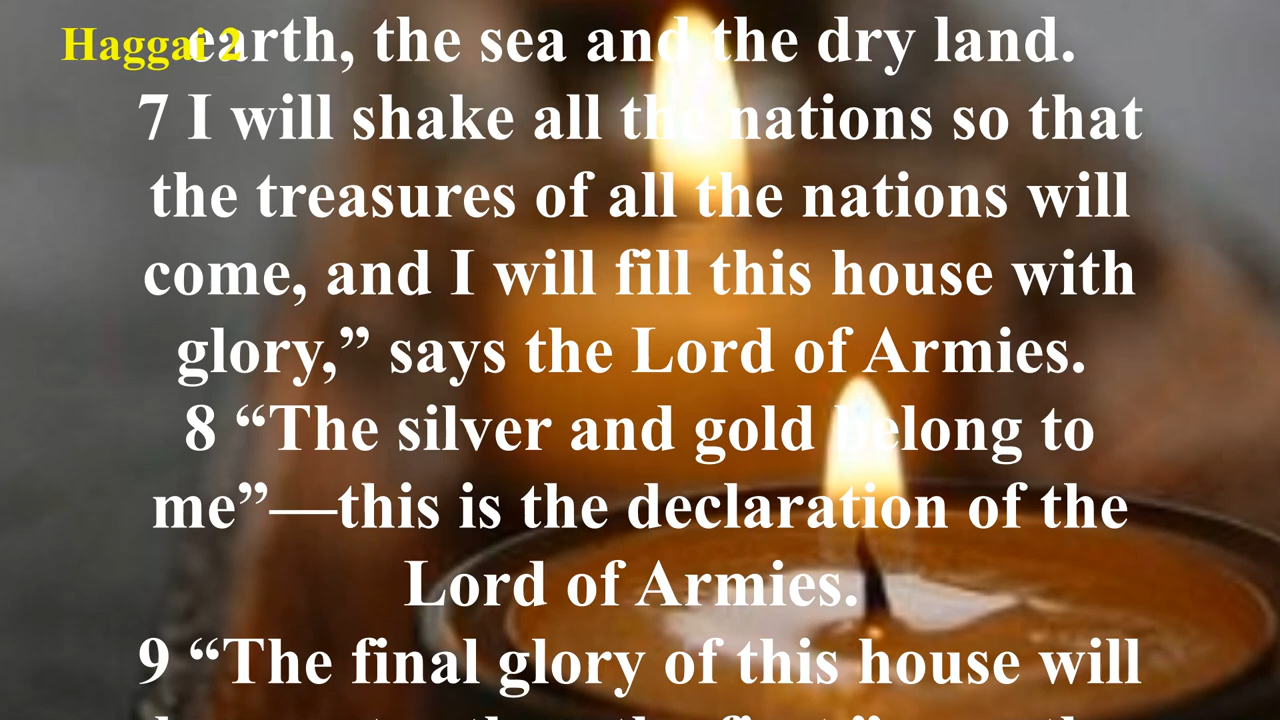 Haggai 2
earth, the sea and the dry land.
7 I will shake all the nations so that
the treasures of all the nations will
come, and I will fill this house with
glory,” says the Lord of Armies.
8 “The silver and gold belong to
me”—this is the declaration of the
Lord of Armies.
9 “The final glory of this house will